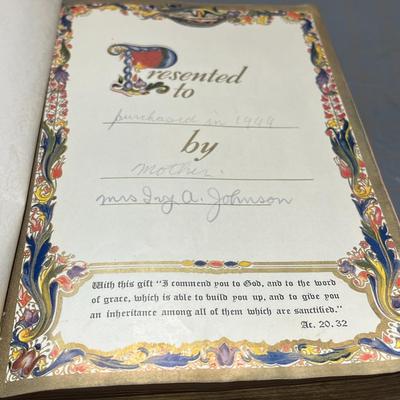 Presented
to
purchased in 1944
by
Mother.
Mrs Ivy A. Johnson
With this gift "I commend you to God, and to the word
of grace, which is able to build you up, and to give you
an inheritance among all of them which are sanctified."
Ac. 20. 32